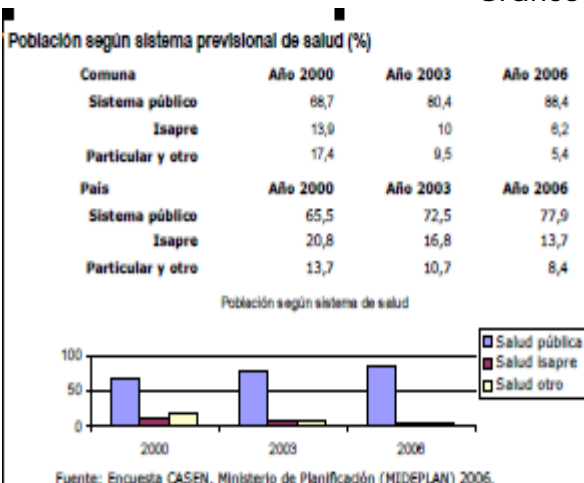 Población según sistema previsional de salud (%)
Comuna Año 2000 Año 2003 Año 2006
Sistema público 68,7 80,4 88,4
Isapre 13,9 10 6,2
Particular y otro 17,4 9,5 5,4
País Año 2000 Año 2003 Año 2006
Sistema público 65,5 72,5 77,9
Isapre 20,8 16,8 13,7
Particular y otro 13,7 10,7 8,4
Población según sistema de salud
100
50
0
2000 2003 2006
Salud pública
Salud Isapre
Salud otro
Fuente: Encuesta CASEN, Ministerio de Planificación (MIDEPLAN) 2006.